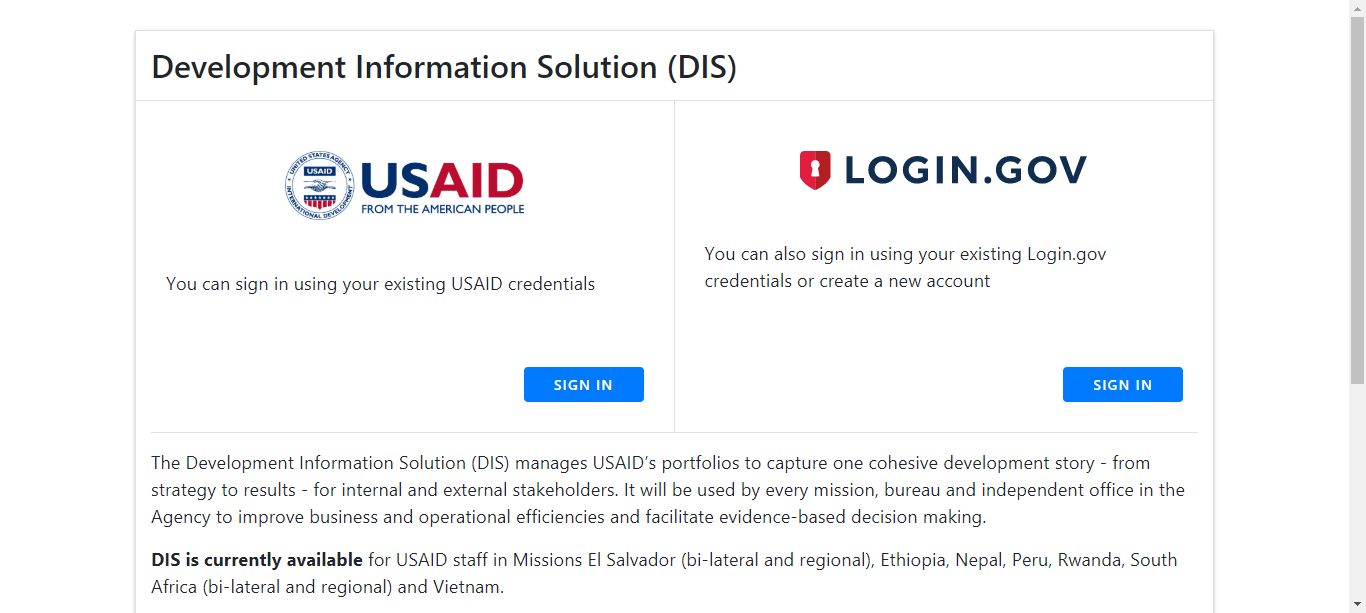 Development Information Solution (DIS)
UNITED STATES AGENCY
USAID
INTERNATIONAL DEVELOPMENT
USAID
FROM THE AMERICAN PEOPLE
LOGIN.GOV
You can sign in using your existing USAID credentials
You can also sign in using your existing Login.gov
credentials or create a new account
SIGN IN
SIGN IN
The Development Information Solution (DIS) manages USAID’s portfolios to capture one cohesive development story - from
strategy to results - for internal and external stakeholders. It will be used by every mission, bureau and independent office in the
Agency to improve business and operational efficiencies and facilitate evidence-based decision making.
DIS is currently available for USAID staff in Missions El Salvador (bi-lateral and regional), Ethiopia, Nepal, Peru, Rwanda, South
Africa (bi-lateral and regional) and Vietnam.